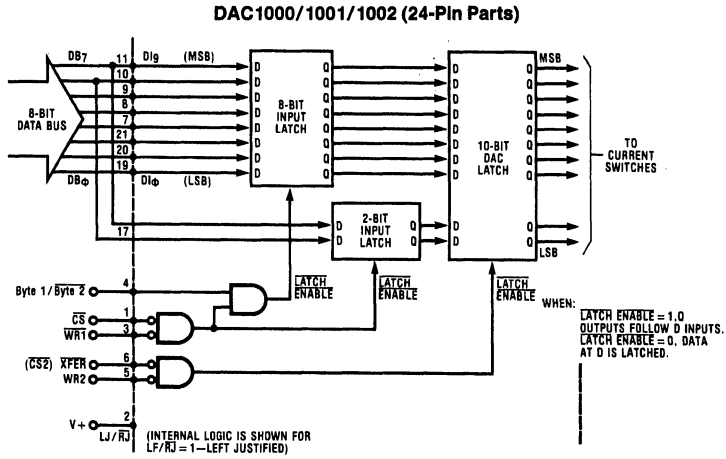 DAC1000/1001/1002 (24-Pin Parts)
DB7 11 DI9 (MSB)
10
9
8
7
21
20
DBΦ 19 DIΦ (LSB)
17
8-BIT
DATA BUS
D Q
D Q
D Q
D Q
D Q
D Q
D Q
D Q
8-BIT
INPUT
LATCH
D Q
D Q
2-BIT
INPUT
LATCH
D Q
D Q
D Q
D Q
D Q
D Q
D Q
D Q
D Q
D Q
10-BIT
DAC
LATCH
MSB
LSB
TO
CURRENT
SWITCHES
Byte 1/Byte 2 4
CS 1
WR1 3
(CS2) XFER 6
WR2 5
V+ 2
LJ/RJ
LATCH
ENABLE
LATCH
ENABLE
LATCH
ENABLE
WHEN:
LATCH ENABLE = 1,Q
OUTPUTS FOLLOW D INPUTS.
LATCH ENABLE = 0, DATA
AT D IS LATCHED.
(INTERNAL LOGIC IS SHOWN FOR
LF/RJ = 1—LEFT JUSTIFIED)